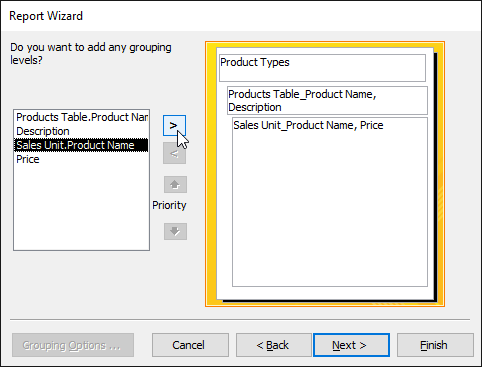 Report Wizard
Do you want to add any grouping
levels?
Products Table.Product Nam
Description
Sales Unit.Product Name
Price
>
<
Priority
Product Types
Products Table_Product Name,
Description
Sales Unit_Product Name, Price
Grouping Options ...
Cancel
< Back
Next >
Finish